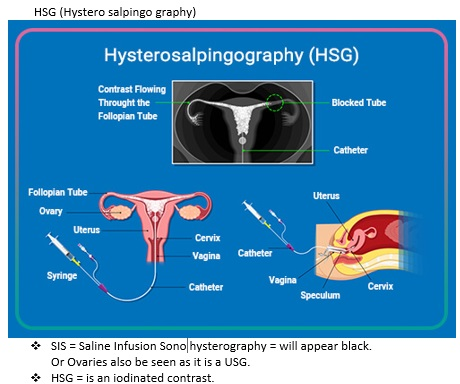 HSG (Hystero salpingo graphy)
Hysterosalpingography (HSG)
Contrast Flowing
Throught the
Follopian Tube
Blocked Tube
Catheter
Follopian Tube
Ovary
Uterus
Cervix
Vagina
Syringe
Catheter
Uterus
Catheter
Vagina
Speculum
Cervix
❖ SIS = Saline Infusion Sono hysterography = will appear black.
Or Ovaries also be seen as it is a USG.
❖ HSG = is an iodinated contrast.